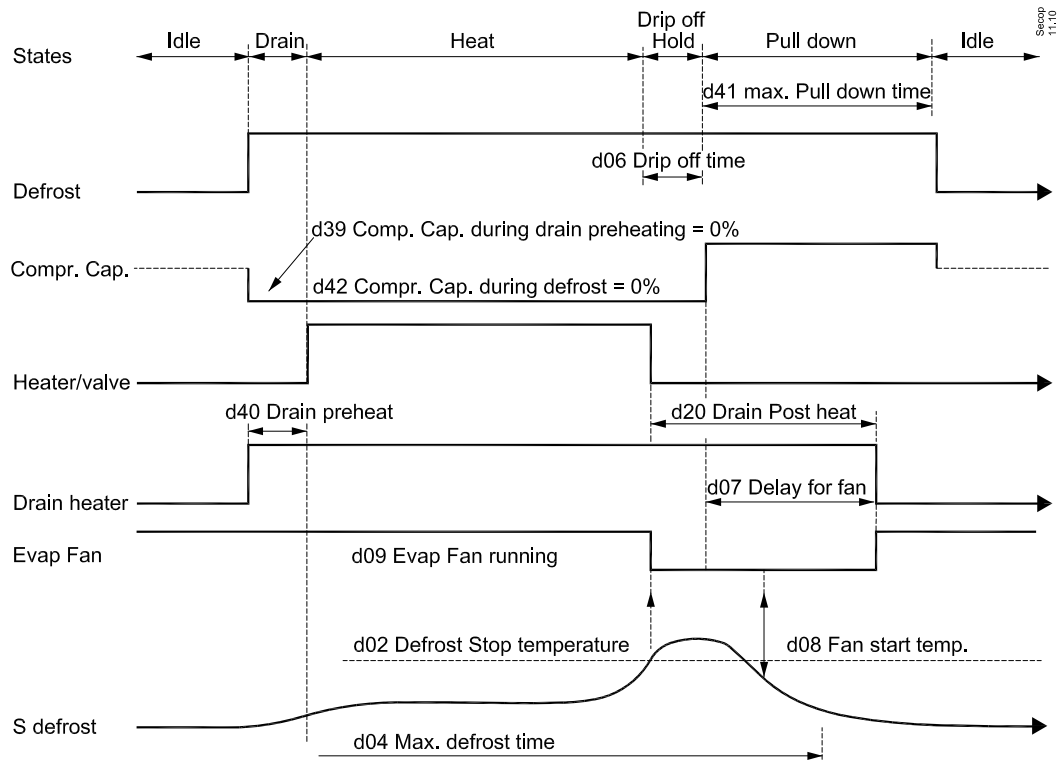 Secop
11.10
Drip off
States Idle Drain Heat Hold Pull down Idle
d41 max. Pull down time
d06 Drip off time
Defrost
d39 Comp. Cap. during drain preheating = 0%
Compr. Cap.
d42 Compr. Cap. during defrost = 0%
Heater/valve
d40 Drain preheat
d20 Drain Post heat
d07 Delay for fan
Drain heater
Evap Fan
d09 Evap Fan running
d02 Defrost Stop temperature
d08 Fan start temp.
S defrost
d04 Max. defrost time